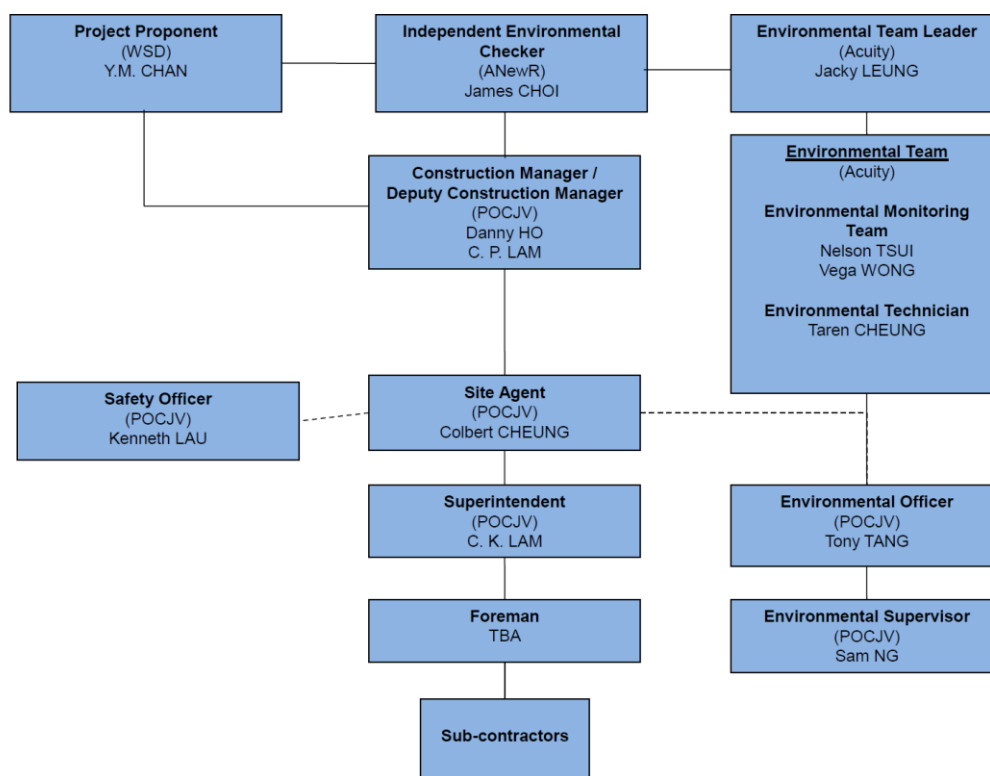 Project Proponent
(WSD)
Y.M. CHAN
Independent Environmental
Checker
(ANewR)
James CHOI
Environmental Team Leader
(Acuity)
Jacky LEUNG
Construction Manager /
Deputy Construction Manager
(POCJV)
Danny HO
C. P. LAM
Environmental Team
(Acuity)
Environmental Monitoring
Team
Nelson TSUI
Vega WONG
Environmental Technician
Taren CHEUNG
Safety Officer
(POCJV)
Kenneth LAU
Site Agent
(POCJV)
Colbert CHEUNG
Superintendent
(POCJV)
C. K. LAM
Environmental Officer
(POCJV)
Tony TANG
Foreman
TBA
Environmental Supervisor
(POCJV)
Sam NG
Sub-contractors